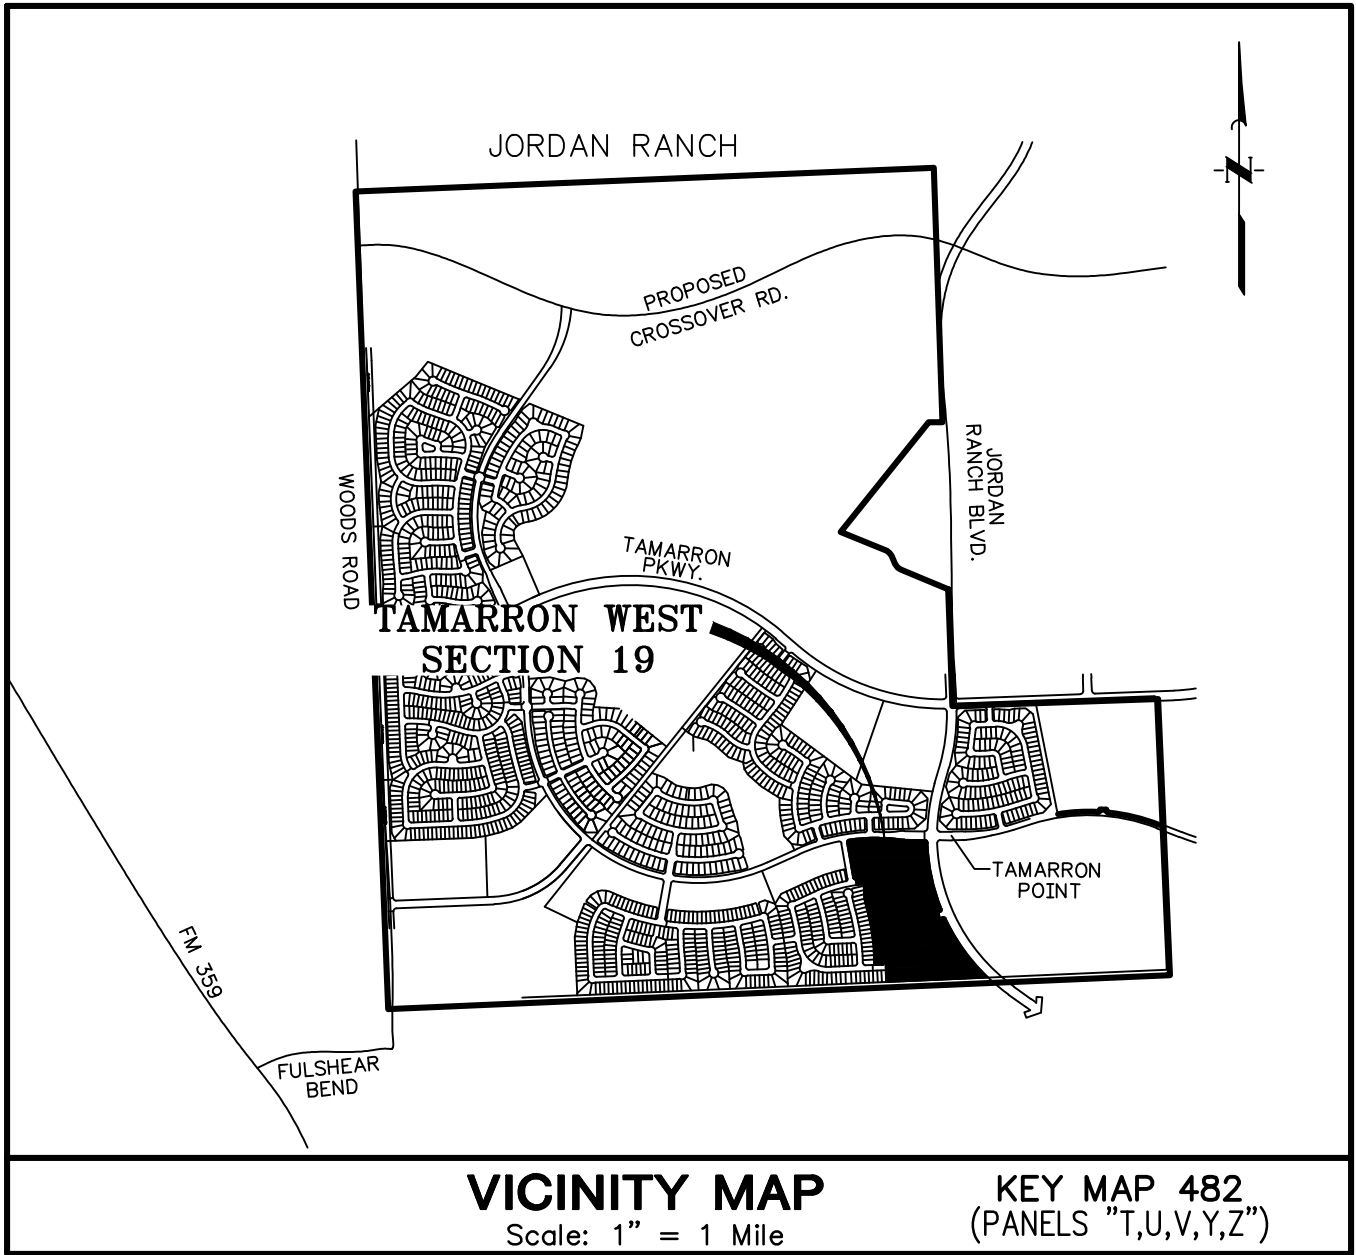 JORDAN RANCH
N
PROPOSED
CROSSOVER RD.
JORDAN
RANCH BLVD.
WOODS ROAD
TAMARRON
PKWY.
TAMARRON WEST
SECTION 19
TAMARRON
POINT
FM 359
FULSHEAR
BEND
VICINITY MAP
Scale: 1" = 1 Mile
KEY MAP 482
(PANELS "T,U,V,Y,Z")